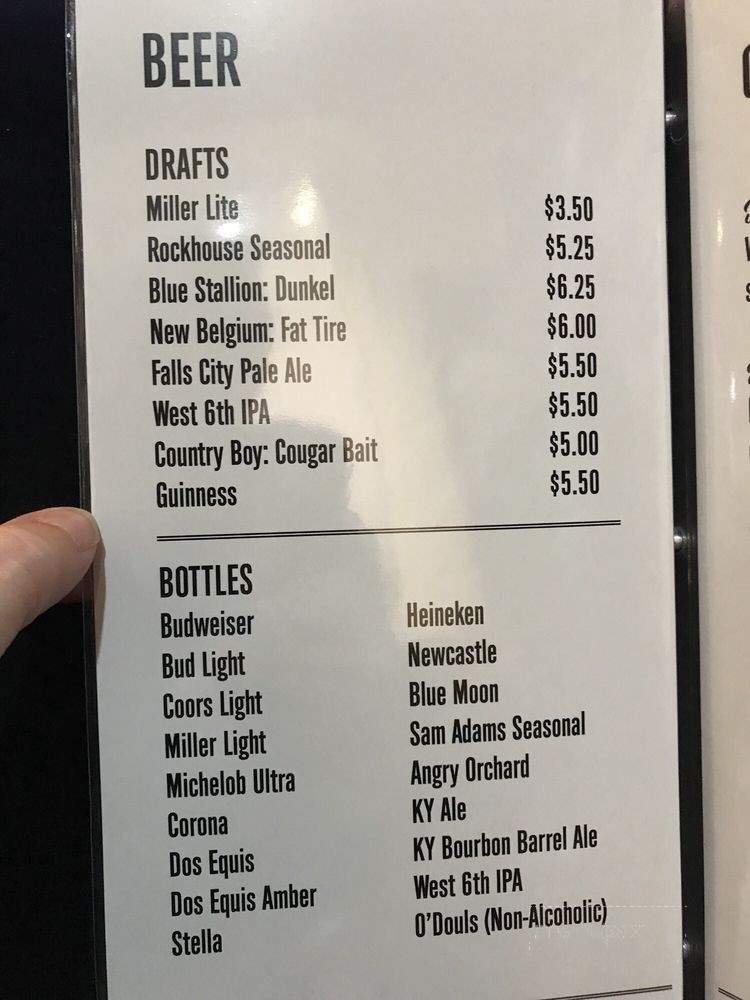 BEER
DRAFTS
Miller Lite $3.50
Rockhouse Seasonal $5.25
Blue Stallion: Dunkel $6.25
New Belgium: Fat Tire $6.00
Falls City Pale Ale $5.50
West 6th IPA $5.50
Country Boy: Cougar Bait $5.00
Guinness $5.50
BOTTLES
Budweiser
Bud Light
Coors Light
Miller Light
Michelob Ultra
Corona
Dos Equis
Dos Equis Amber
Stella
Heineken
Newcastle
Blue Moon
Sam Adams Seasonal
Angry Orchard
KY Ale
KY Bourbon Barrel Ale
West 6th IPA
O'Douls (Non-Alcoholic)